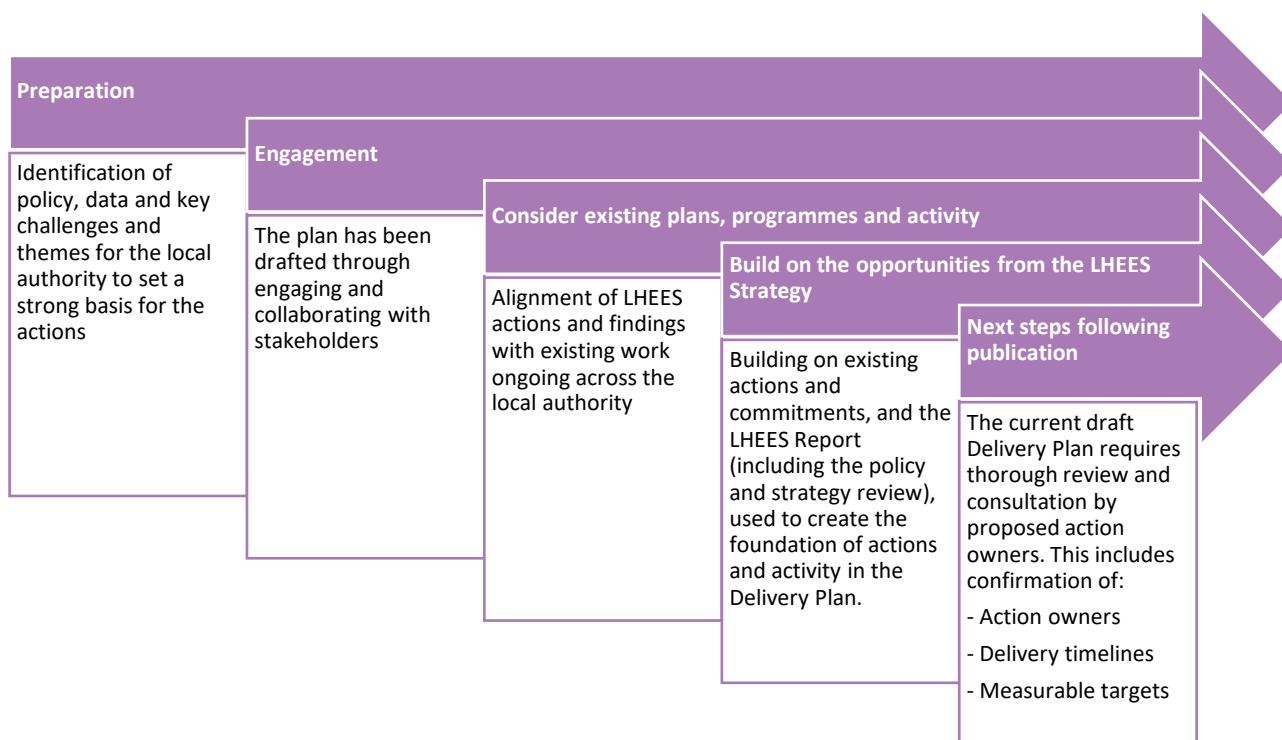 Preparation
Identification of
policy, data and key
challenges and
themes for the local
authority to set a
strong basis for the
actions
Engagement
The plan has been
drafted through
engaging and
collaborating with
stakeholders
Consider existing plans, programmes and activity
Alignment of LHEES
actions and findings
with existing work
ongoing across the
local authority
Build on the opportunities from the LHEES
Strategy
Building on existing
actions and
commitments, and the
LHEES Report
(including the policy
and strategy review),
used to create the
foundation of actions
and activity in the
Delivery Plan.
Next steps following
publication
The current draft
Delivery Plan requires
thorough review and
consultation by
proposed action
owners. This includes
confirmation of:
- Action owners
- Delivery timelines
- Measurable targets